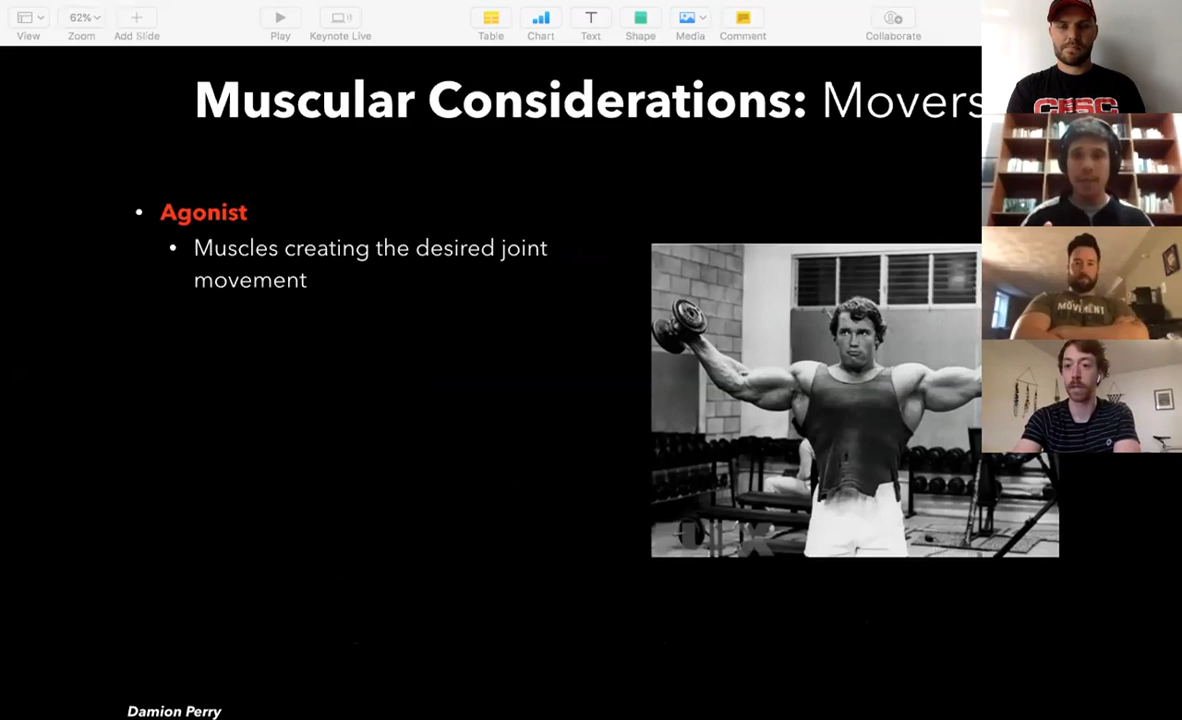 62%
View
Zoom
Add Slide
Play
Keynote Live
T
Table
Chart
Text
Shape
Media
Comment
Collaborate
Muscular Considerations: Movers
• Agonist
• Muscles creating the desired joint
movement
MOVEMENT
Damion Perry